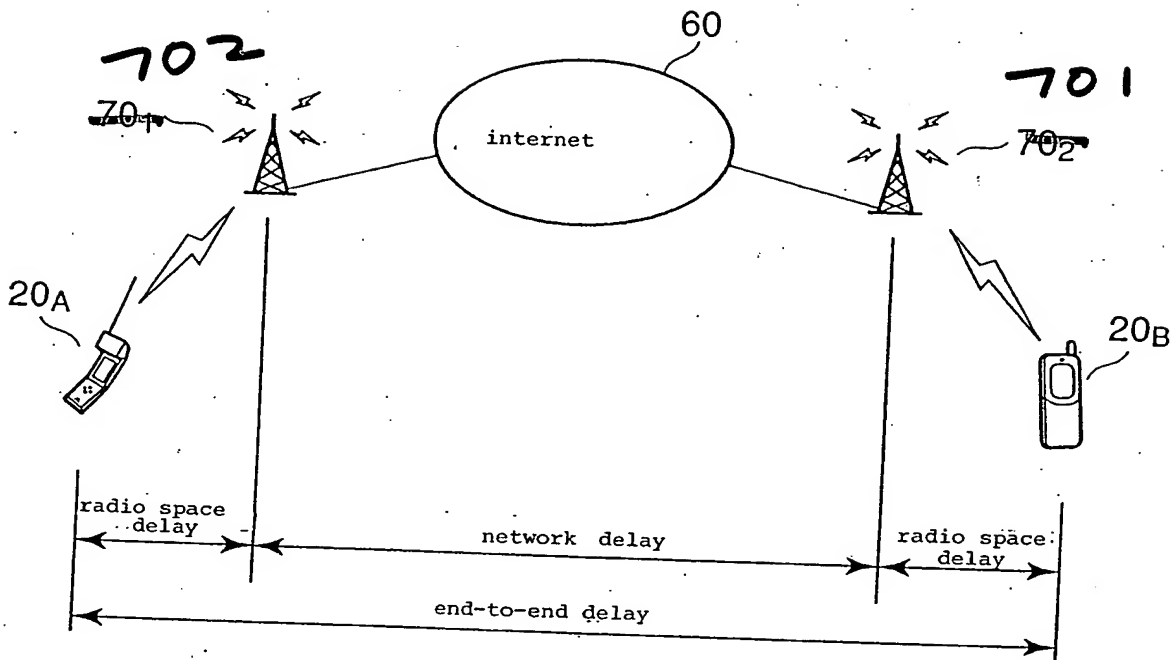 60
702
701
70₁
70₂
internet
20A
20B
radio space
delay
network delay
radio space
delay
end-to-end delay